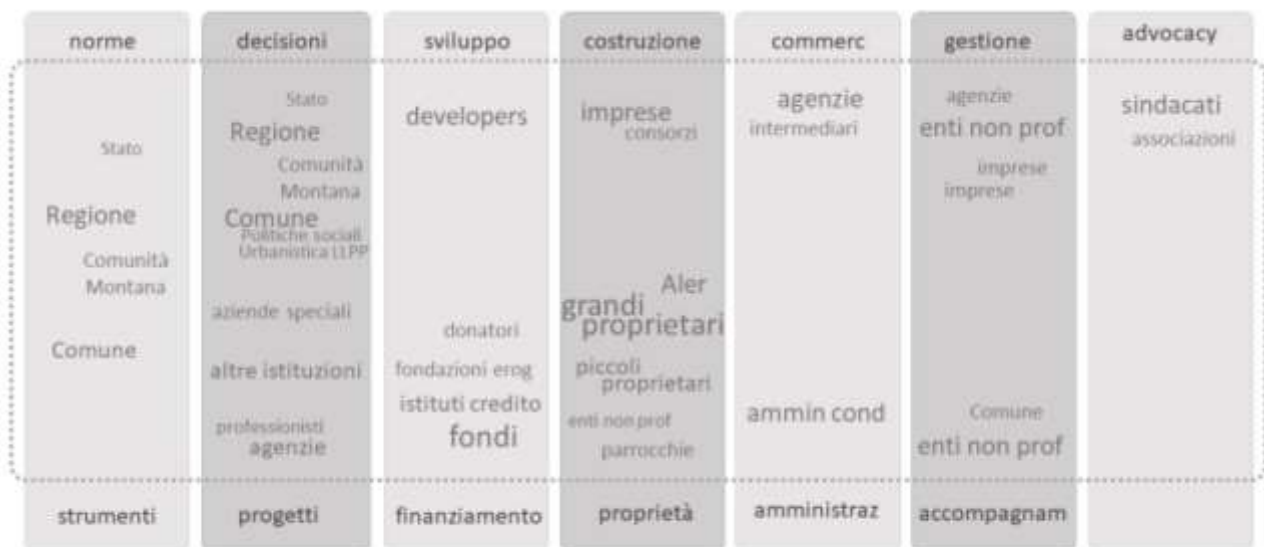 norme
Stato
Regione
Comunità
Montana
Comune
strumenti
decisioni
Stato
Regione
Comunità
Montana
Comune
Politiche sociali
Urbanistica LLPP
aziende speciali
altre istituzioni
professionisti
agenzie
progetti
sviluppo
developers
donatori
fondazioni erog
istituti credito
fondi
finanziamento
costruzione
imprese
consorzi
Aler
grandi
proprietari
piccoli
proprietari
enti non prof
parrocchie
proprietà
commerc
agenzie
intermediari
ammin cond
amministraz
gestione
agenzie
enti non prof
imprese
imprese
Comune
enti non prof
accompagnam
advocacy
sindacati
associazioni